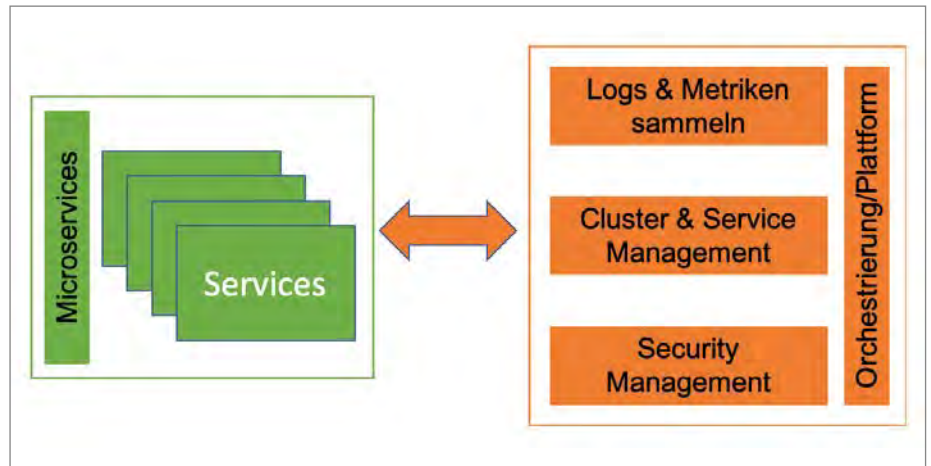 Microservices
Services
Logs & Metriken
sammeln
Cluster & Service
Management
Security
Management
Orchestrierung/Plattform